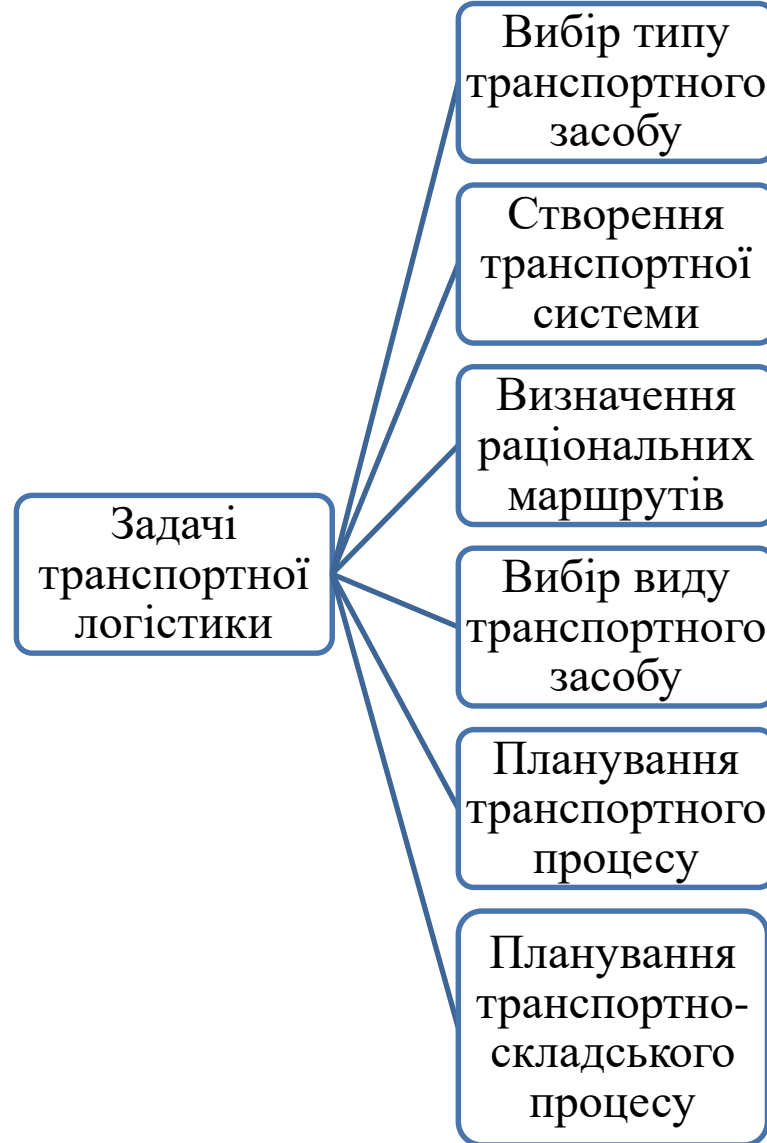 Вибір типу
транспортного
засобу
Створення
транспортної
системи
Визначення
раціональних
маршрутів
Задачі
транспортної
логістики
Вибір виду
транспортного
засобу
Планування
транспортного
процесу
Планування
транспортно-
складського
процесу